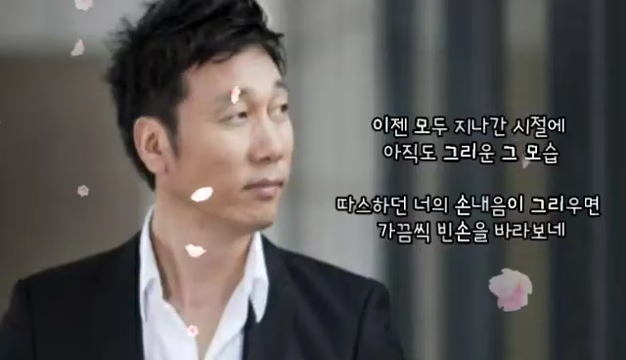 이젠 모두 지나간 시절에
아직도 그리운 그 모습
따스하던 너의 손내음이 그리우면
가끔씩 빈손을 바라보네